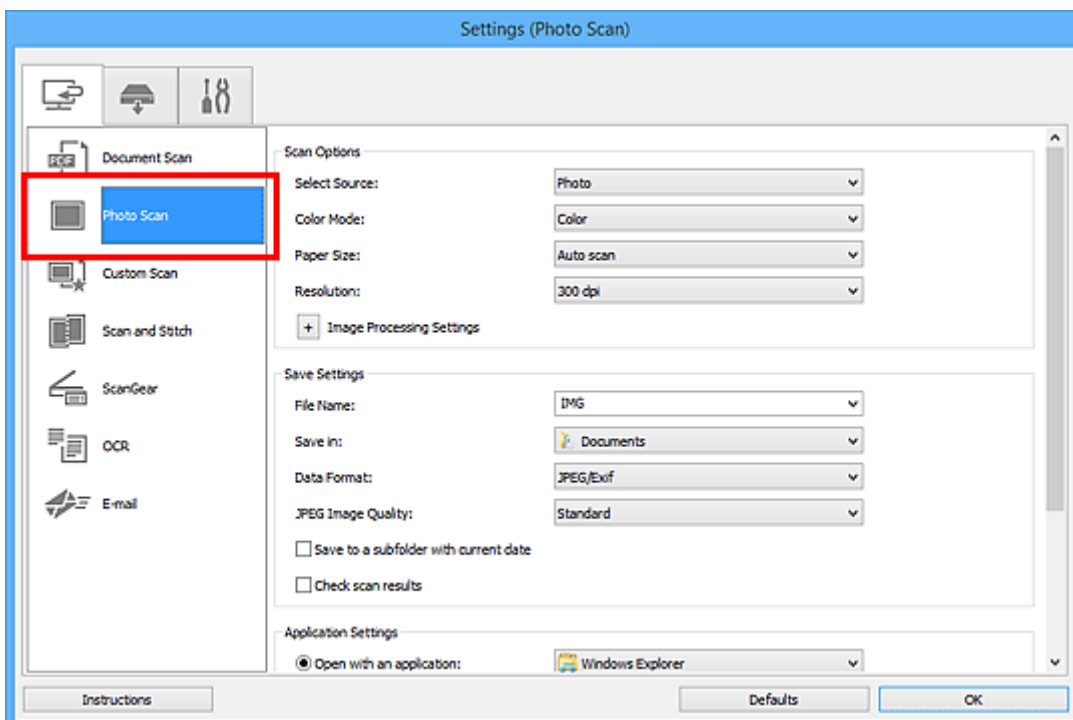 Settings (Photo Scan)
PDF
Document Scan
Photo Scan
Custom Scan
Scan and Stitch
ScanGear
OCR
E-mail
Scan Options
Select Source: Photo
Color Mode: Color
Paper Size: Auto scan
Resolution: 300 dpi
+ Image Processing Settings
Save Settings
File Name: IMG
Save in: Documents
Data Format: JPEG/Exif
JPEG Image Quality: Standard
Save to a subfolder with current date
Check scan results
Application Settings
Open with an application: Windows Explorer
Instructions
Defaults
OK